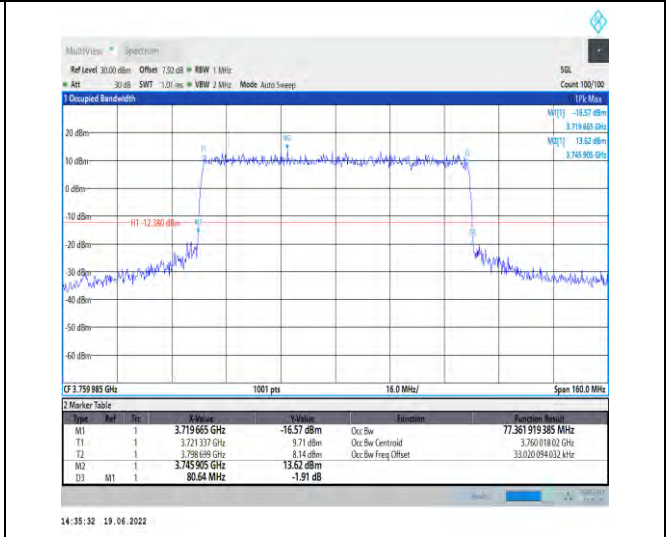 MultiView Spectrum
Ref Level 30.00 dBm Offset 7.92 dB RBW 1 MHz SGL
Att 30 dB SWT 1.01 ms VBW 2 MHz Mode Auto Sweep Count 100/100
1 Occupied Bandwidth 1Pk Max
M1[1] -16.57 dBm
3.719 665 GHz
M2[1] 13.62 dBm
3.745 905 GHz
20 dBm
M2
T1
10 dBm
0 dBm
-10 dBm
H1 -12.380 dBm
M1
D3
-20 dBm
-30 dBm
-40 dBm
-50 dBm
-60 dBm
CF 3.759 985 GHz 1001 pts 16.0 MHz/ Span 160.0 MHz
2 Marker Table
Type Ref Trc X-Value Y-Value Function Function Result
M1 1 3.719 665 GHz -16.57 dBm Occ Bw 77.361 919 385 MHz
T1 1 3.721 337 GHz 9.71 dBm Occ Bw Centroid 3.760 018 02 GHz
T2 1 3.798 699 GHz 8.14 dBm Occ Bw Freq Offset 33.020 094 032 kHz
M2 1 3.745 905 GHz 13.62 dBm
D3 M1 1 80.64 MHz -1.91 dB
14:35:32 19.06.2022